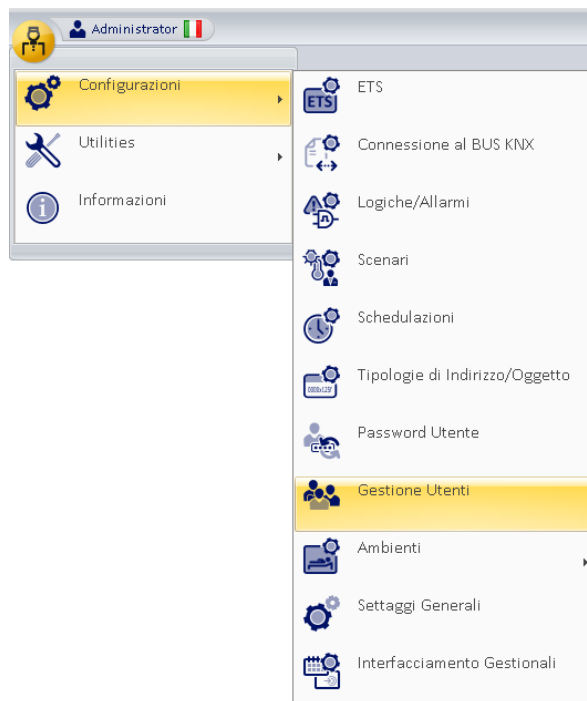 Administrator
Configurazioni
Utilities
Informazioni
ETS
ETS
Connessione al BUS KNX
Logiche/Allarmi
Scenari
Schedulazioni
Tipologie di Indirizzo/Oggetto
Password Utente
Gestione Utenti
Ambienti
Settaggi Generali
Interfacciamento Gestionali